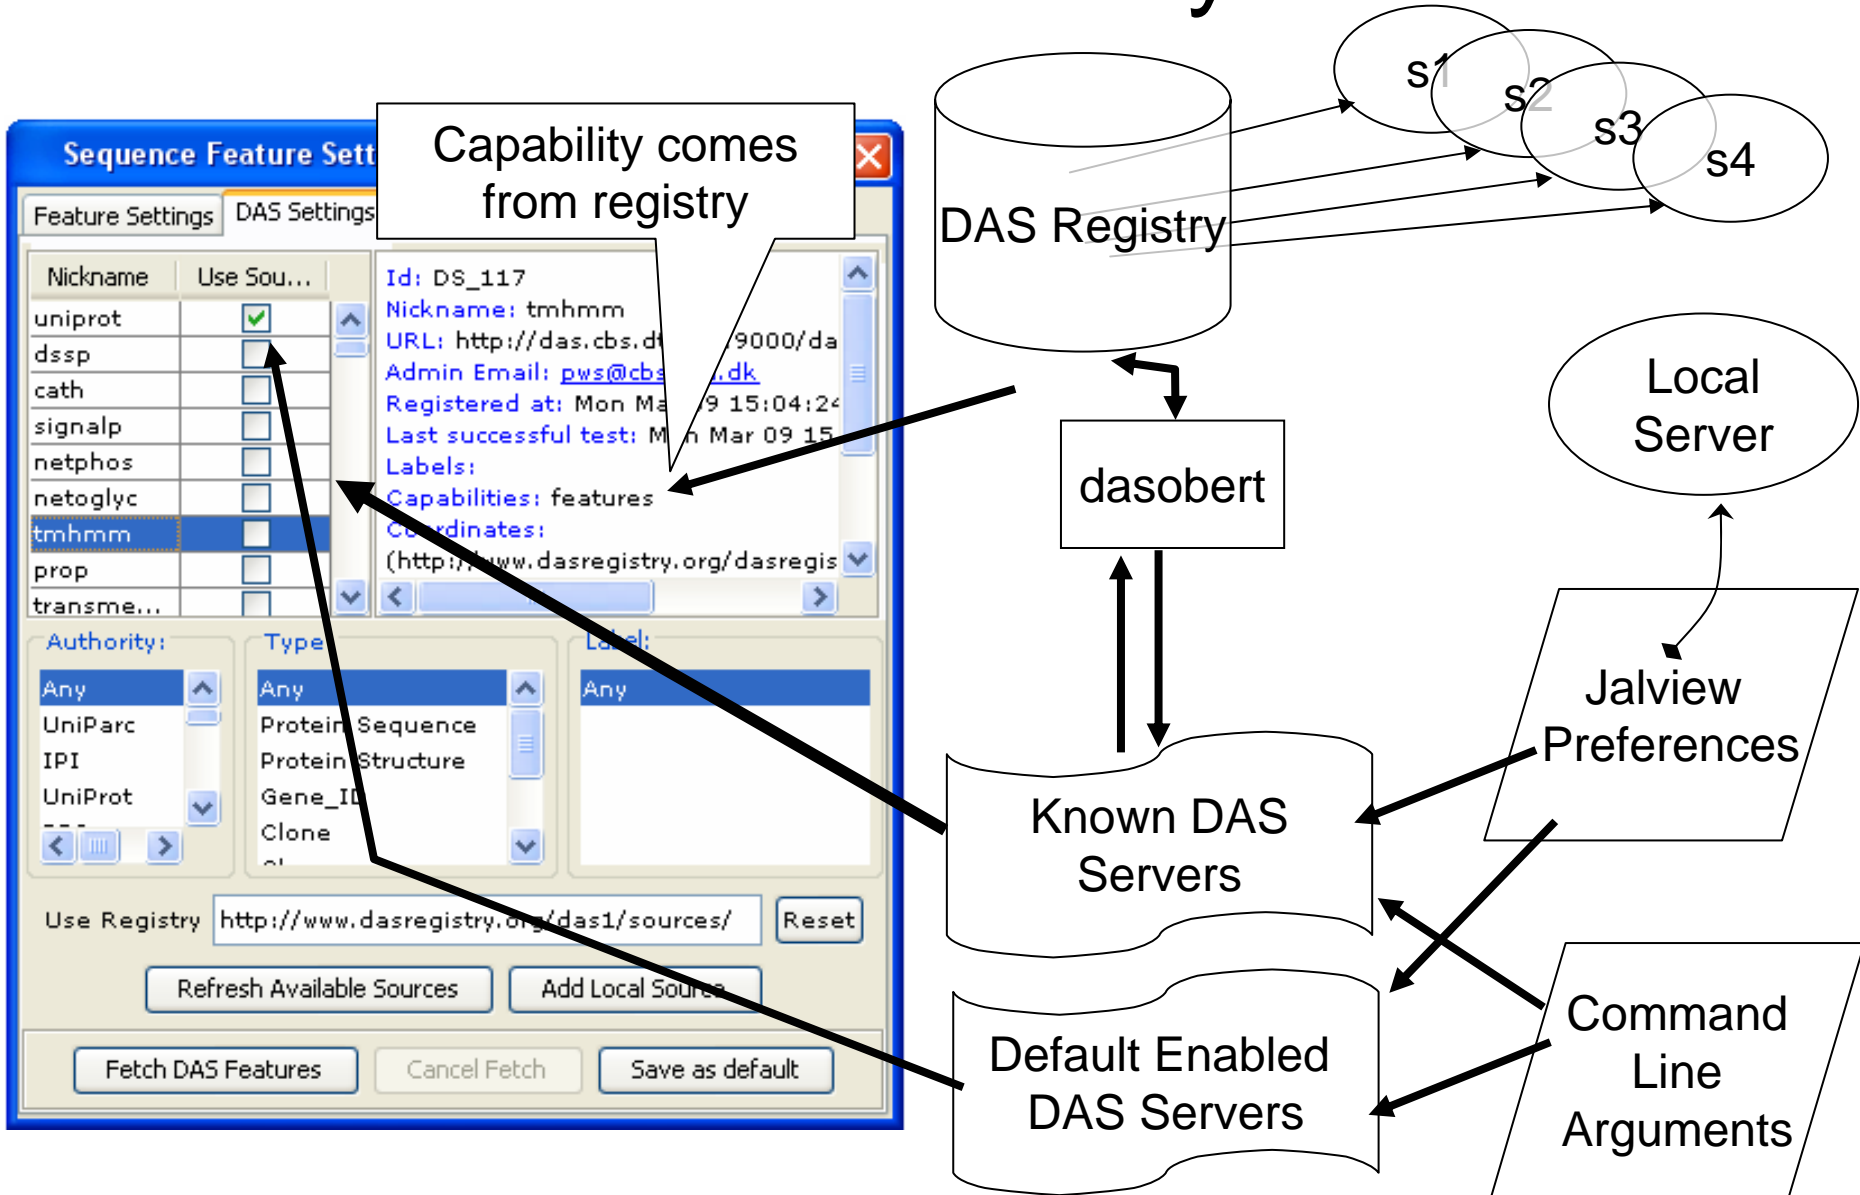 y
Sequence Feature Sett
Feature Settings
DAS Settings
Capability comes
from registry
Nickname
Use Sou...
uniprot
dssp
cath
signalp
netphos
netoglyc
tmhmm
prop
transme...
Id: DS_117
Nickname: tmhmm
URL: http://das.cbs.d 9000/da
Admin Email: pws@cbs .dk
Registered at: Mon Ma 9 15:04:24
Last successful test: Mon Mar 09 15
Labels:
Capabilities: features
Coordinates:
(http://www.dasregistry.org/dasregis
Authority:
Any
UniParc
IPI
UniProt
Type
Any
Protein Sequence
Protein Structure
Gene_ID
Clone
Label:
Any
Use Registry
http://www.dasregistry.org/das1/sources/
Reset
Refresh Available Sources
Add Local Source
Fetch DAS Features
Cancel Fetch
Save as default
DAS Registry
s1
s2
s3
s4
dasobert
Local
Server
Jalview
Preferences
Known DAS
Servers
Default Enabled
DAS Servers
Command
Line
Arguments